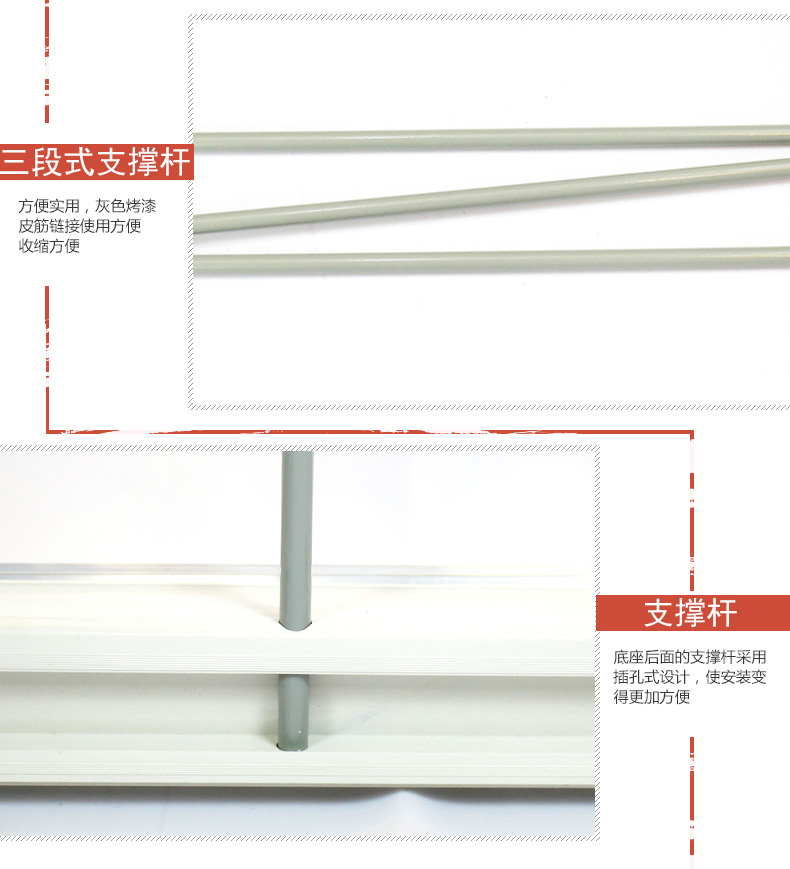 三段式支撑杆
方便实用，灰色烤漆
皮筋链接使用方便
收缩方便
支撑杆
底座后面的支撑杆采用
插孔式设计，使安装变
得更加方便